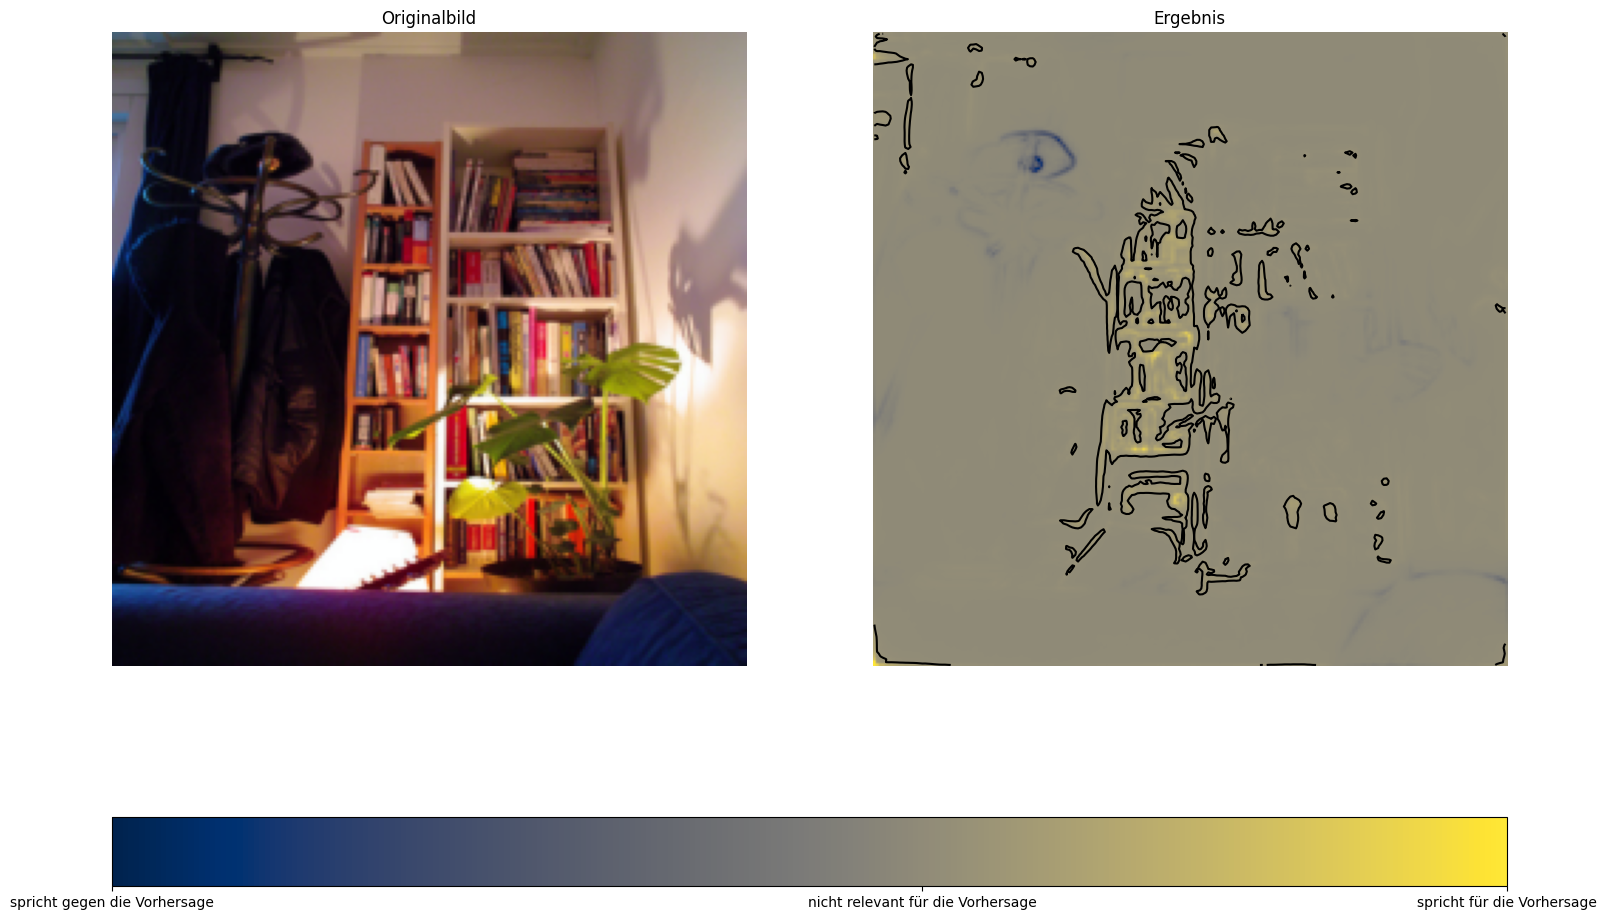 Originalbild
Ergebnis
spricht gegen die Vorhersage
nicht relevant für die Vorhersage
spricht für die Vorhersage